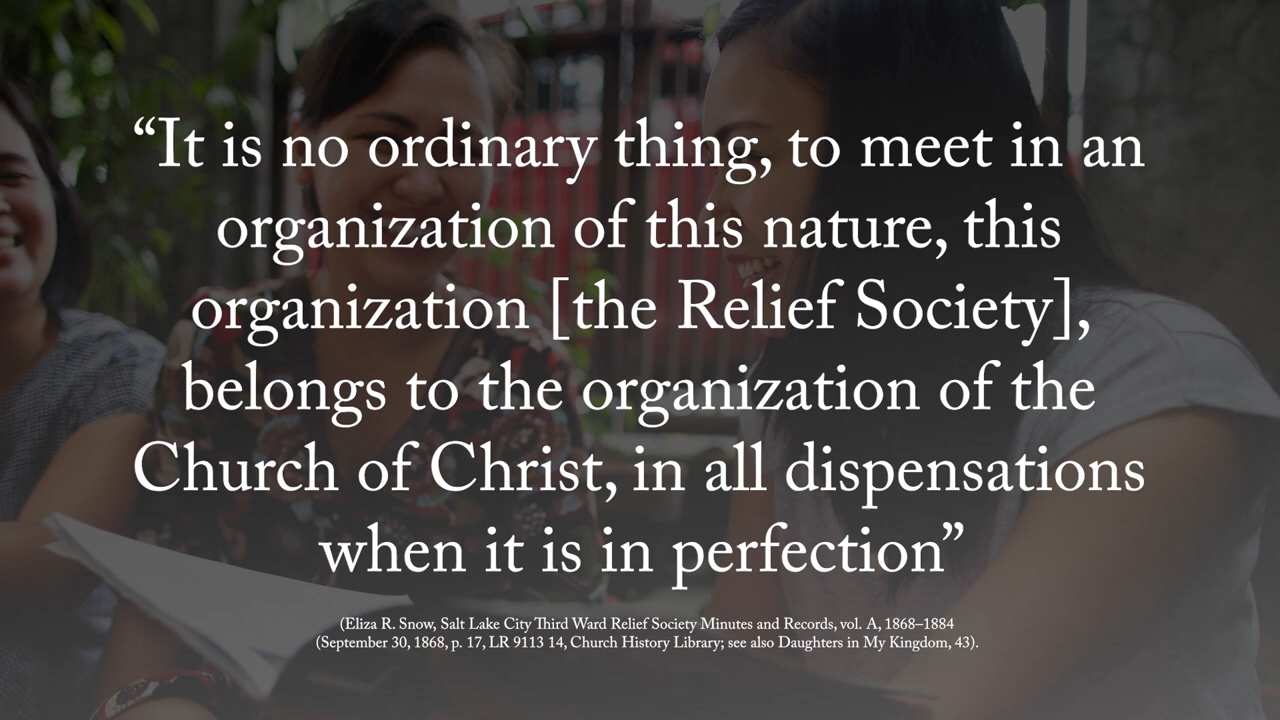 “It is no ordinary thing, to meet in an
organization of this nature, this
organization [the Relief Society],
belongs to the organization of the
Church of Christ, in all dispensations
when it is in perfection”
(Eliza R. Snow, Salt Lake City Third Ward Relief Society Minutes and Records, vol. A, 1868–1884
(September 30, 1868, p. 17, LR 9113 14, Church History Library; see also Daughters in My Kingdom, 43).